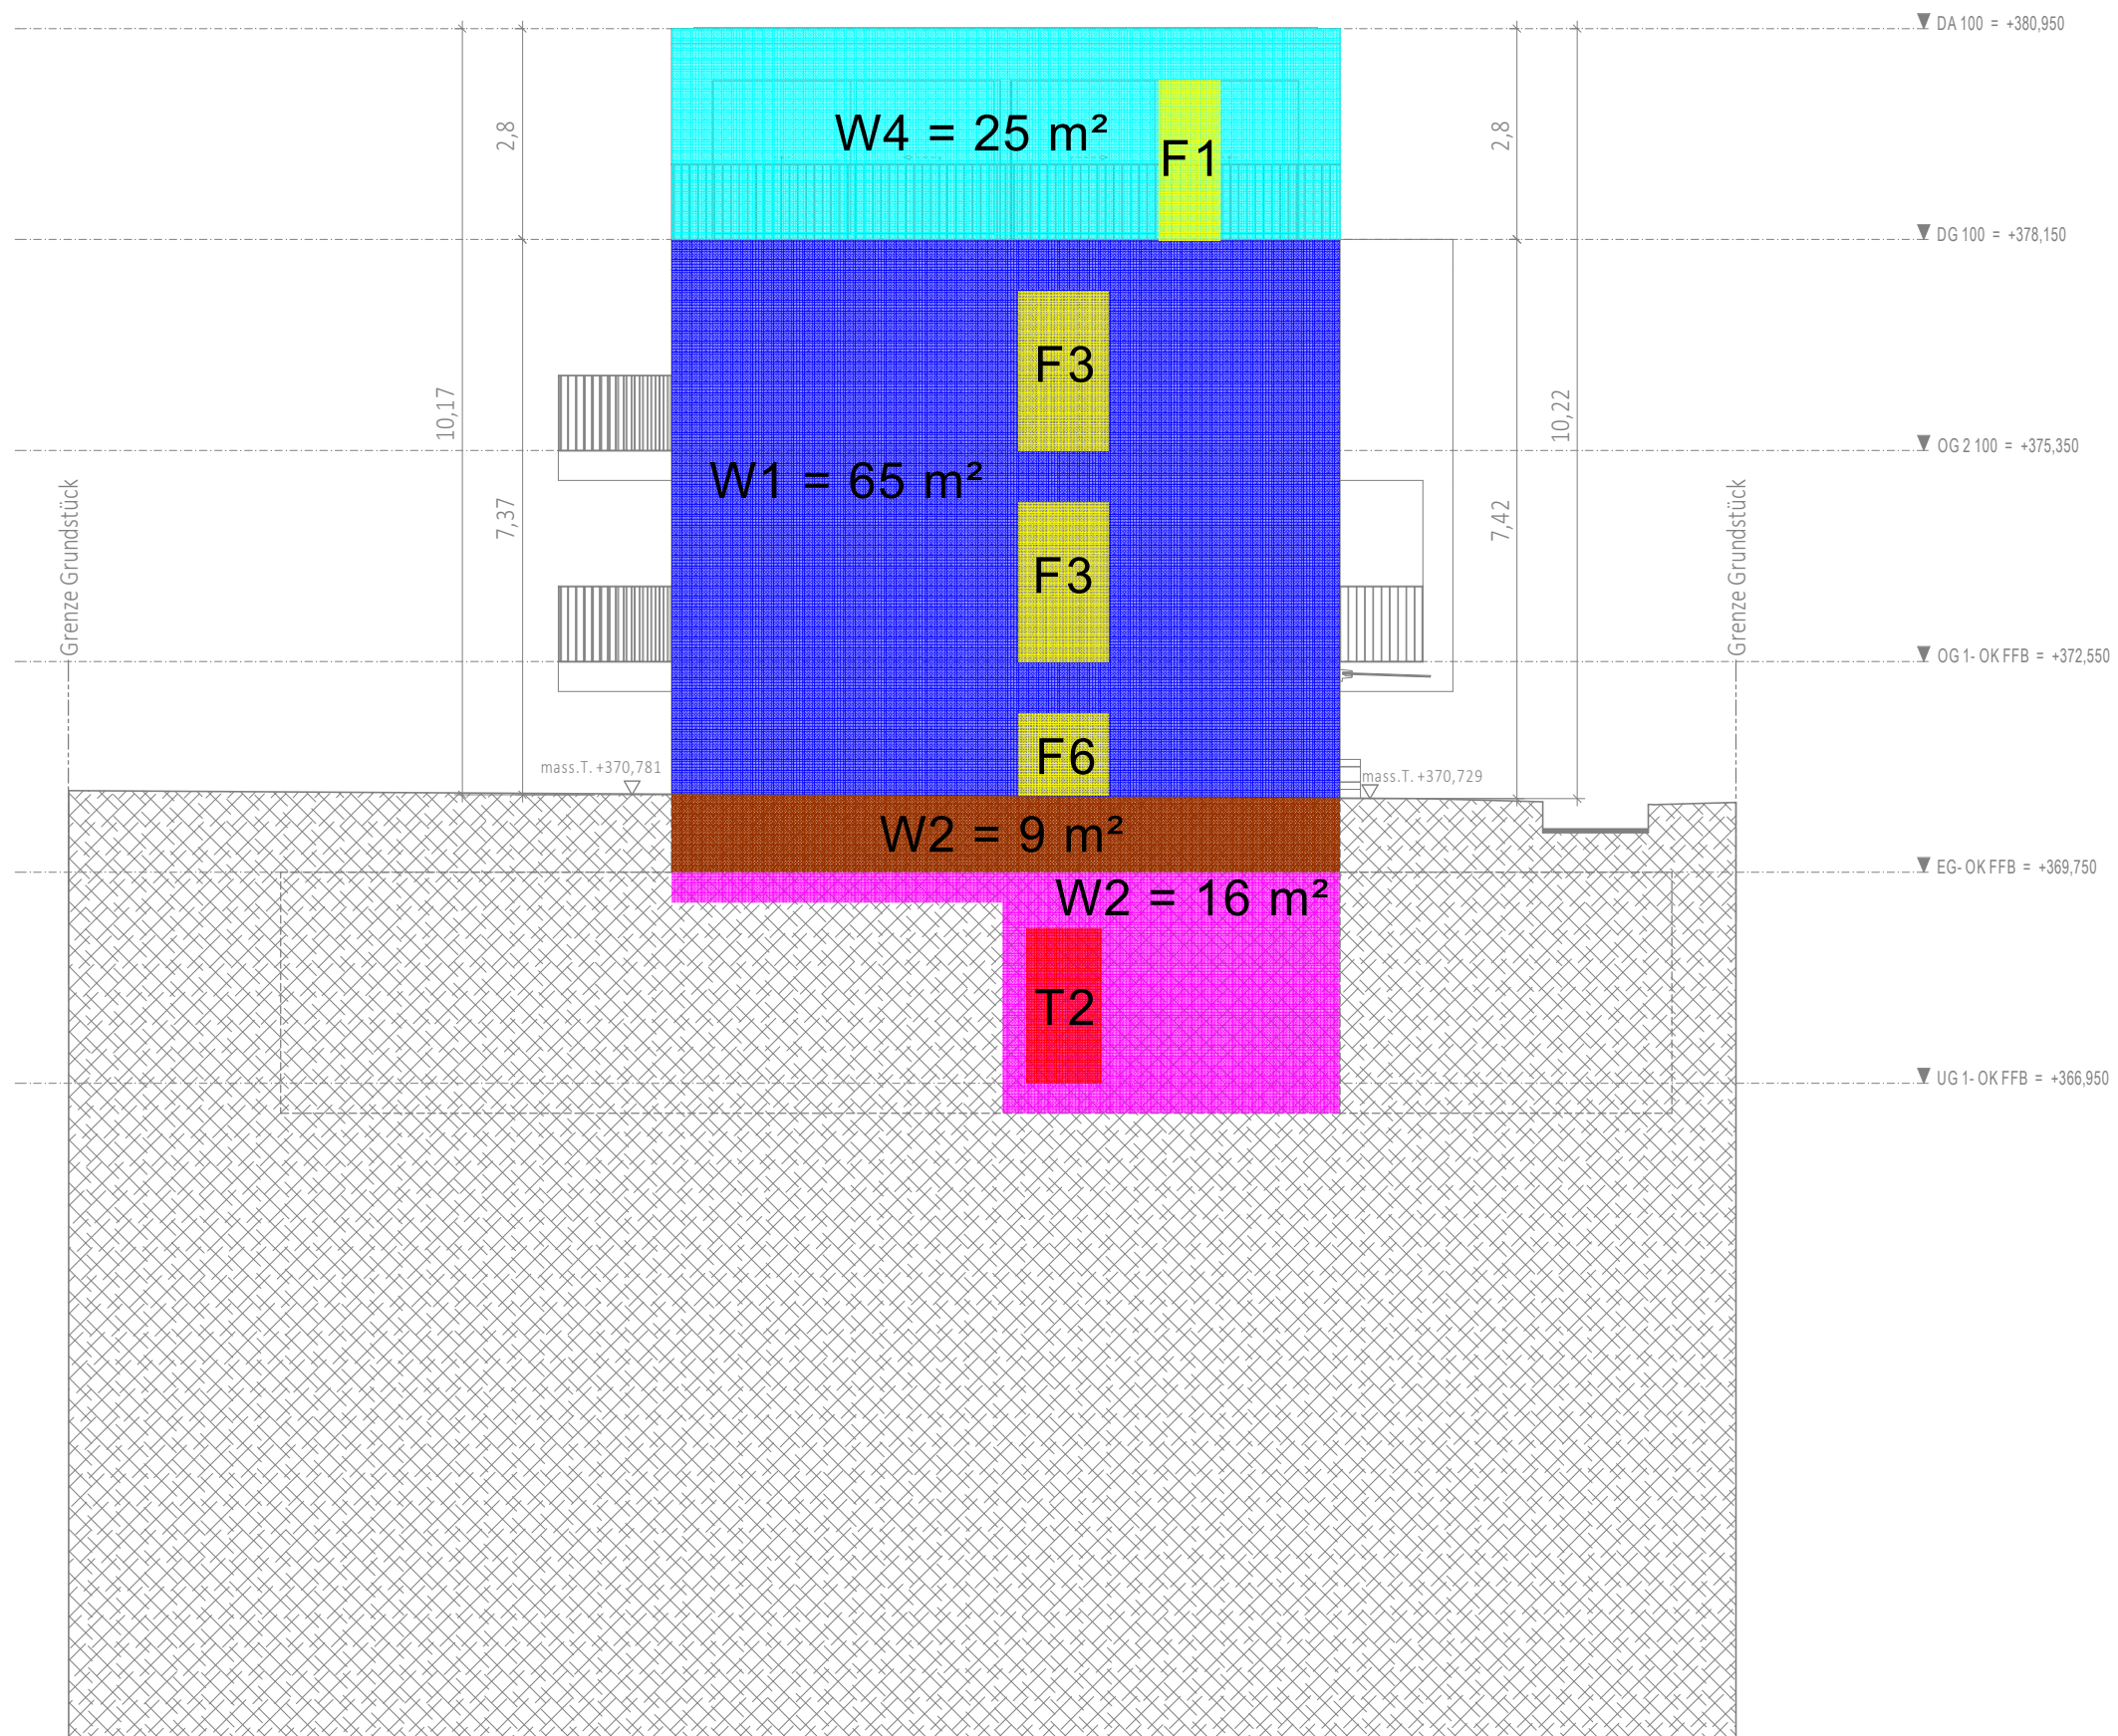 DA 100 = +380,950
W4 = 25 m²
F1
2,8
2,8
DG 100 = +378,150
F3
10,17
10,22
OG 2 100 = +375,350
W1 = 65 m²
7,37
7,42
Grenze Grundstück
Grenze Grundstück
F3
OG 1- OK FFB = +372,550
F6
mass.T. +370,781
mass.T. +370,729
W2 = 9 m²
EG- OK FFB = +369,750
W2 = 16 m²
T2
UG 1- OK FFB = +366,950